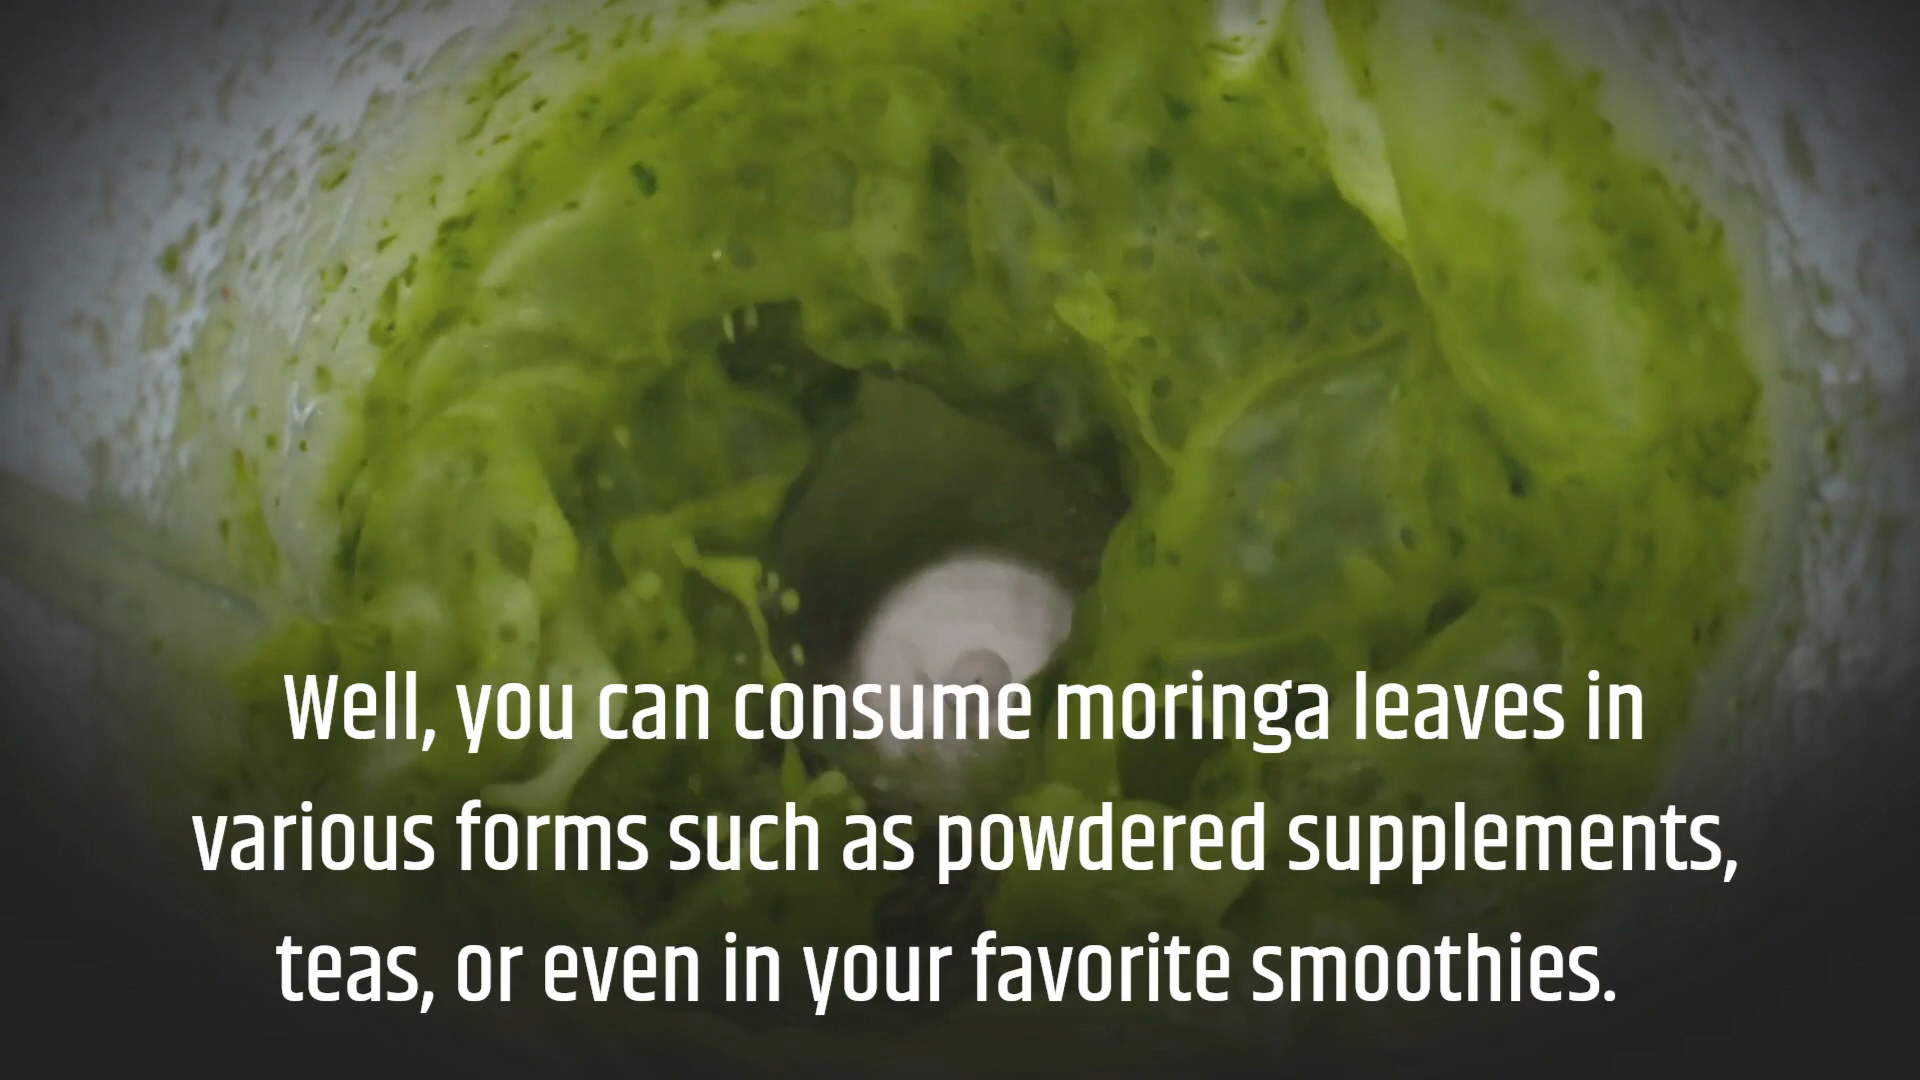 Well, you can consume moringa leaves in
various forms such as powdered supplements,
teas, or even in your favorite smoothies.